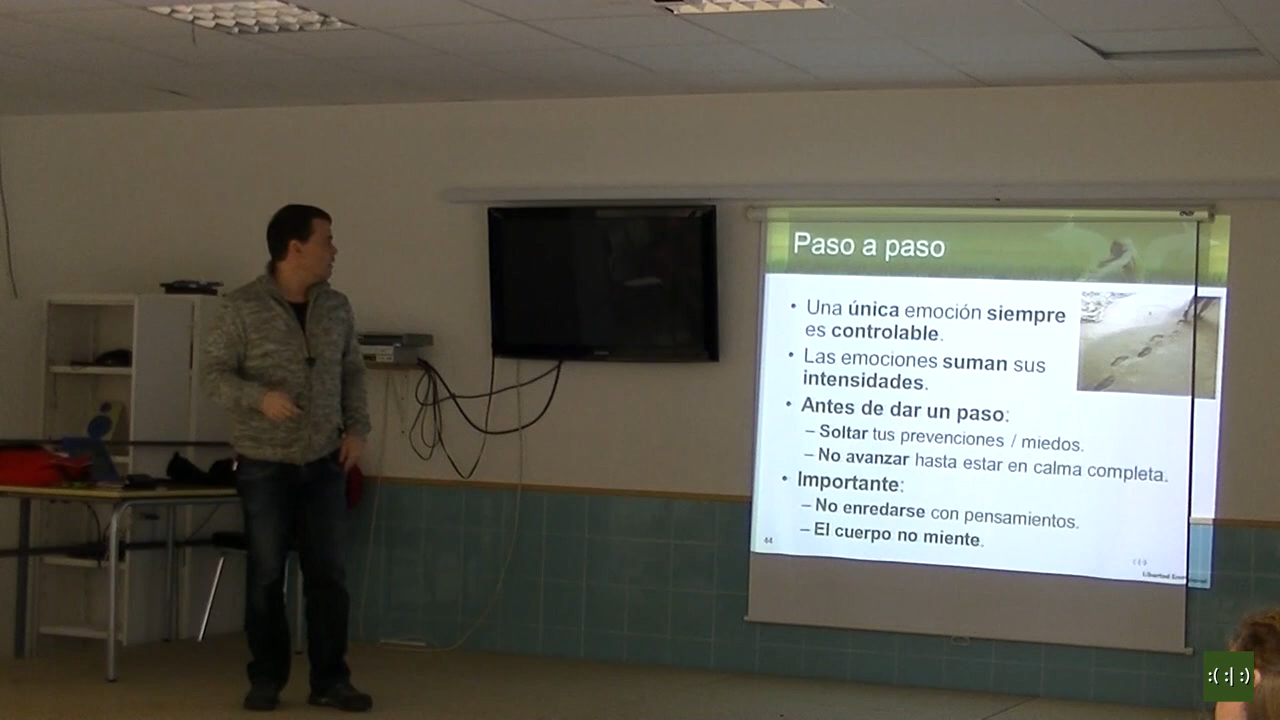 Paso a paso
• Una única emoción siempre
es controlable.
• Las emociones suman sus
intensidades.
• Antes de dar un paso:
– Soltar tus prevenciones / miedos.
– No avanzar hasta estar en calma completa.
• Importante:
– No enredarse con pensamientos.
– El cuerpo no miente.
44
Libertad
:( :| :)